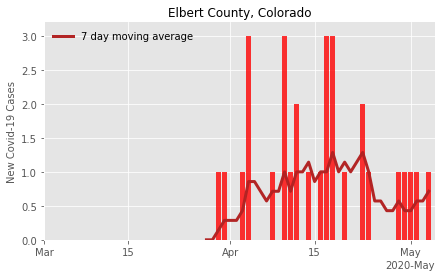 Elbert County, Colorado
7 day moving average
New Covid-19 Cases
3.0
2.5
2.0
1.5
1.0
0.5
0.0
Mar 15 Apr 15 May
2020-May